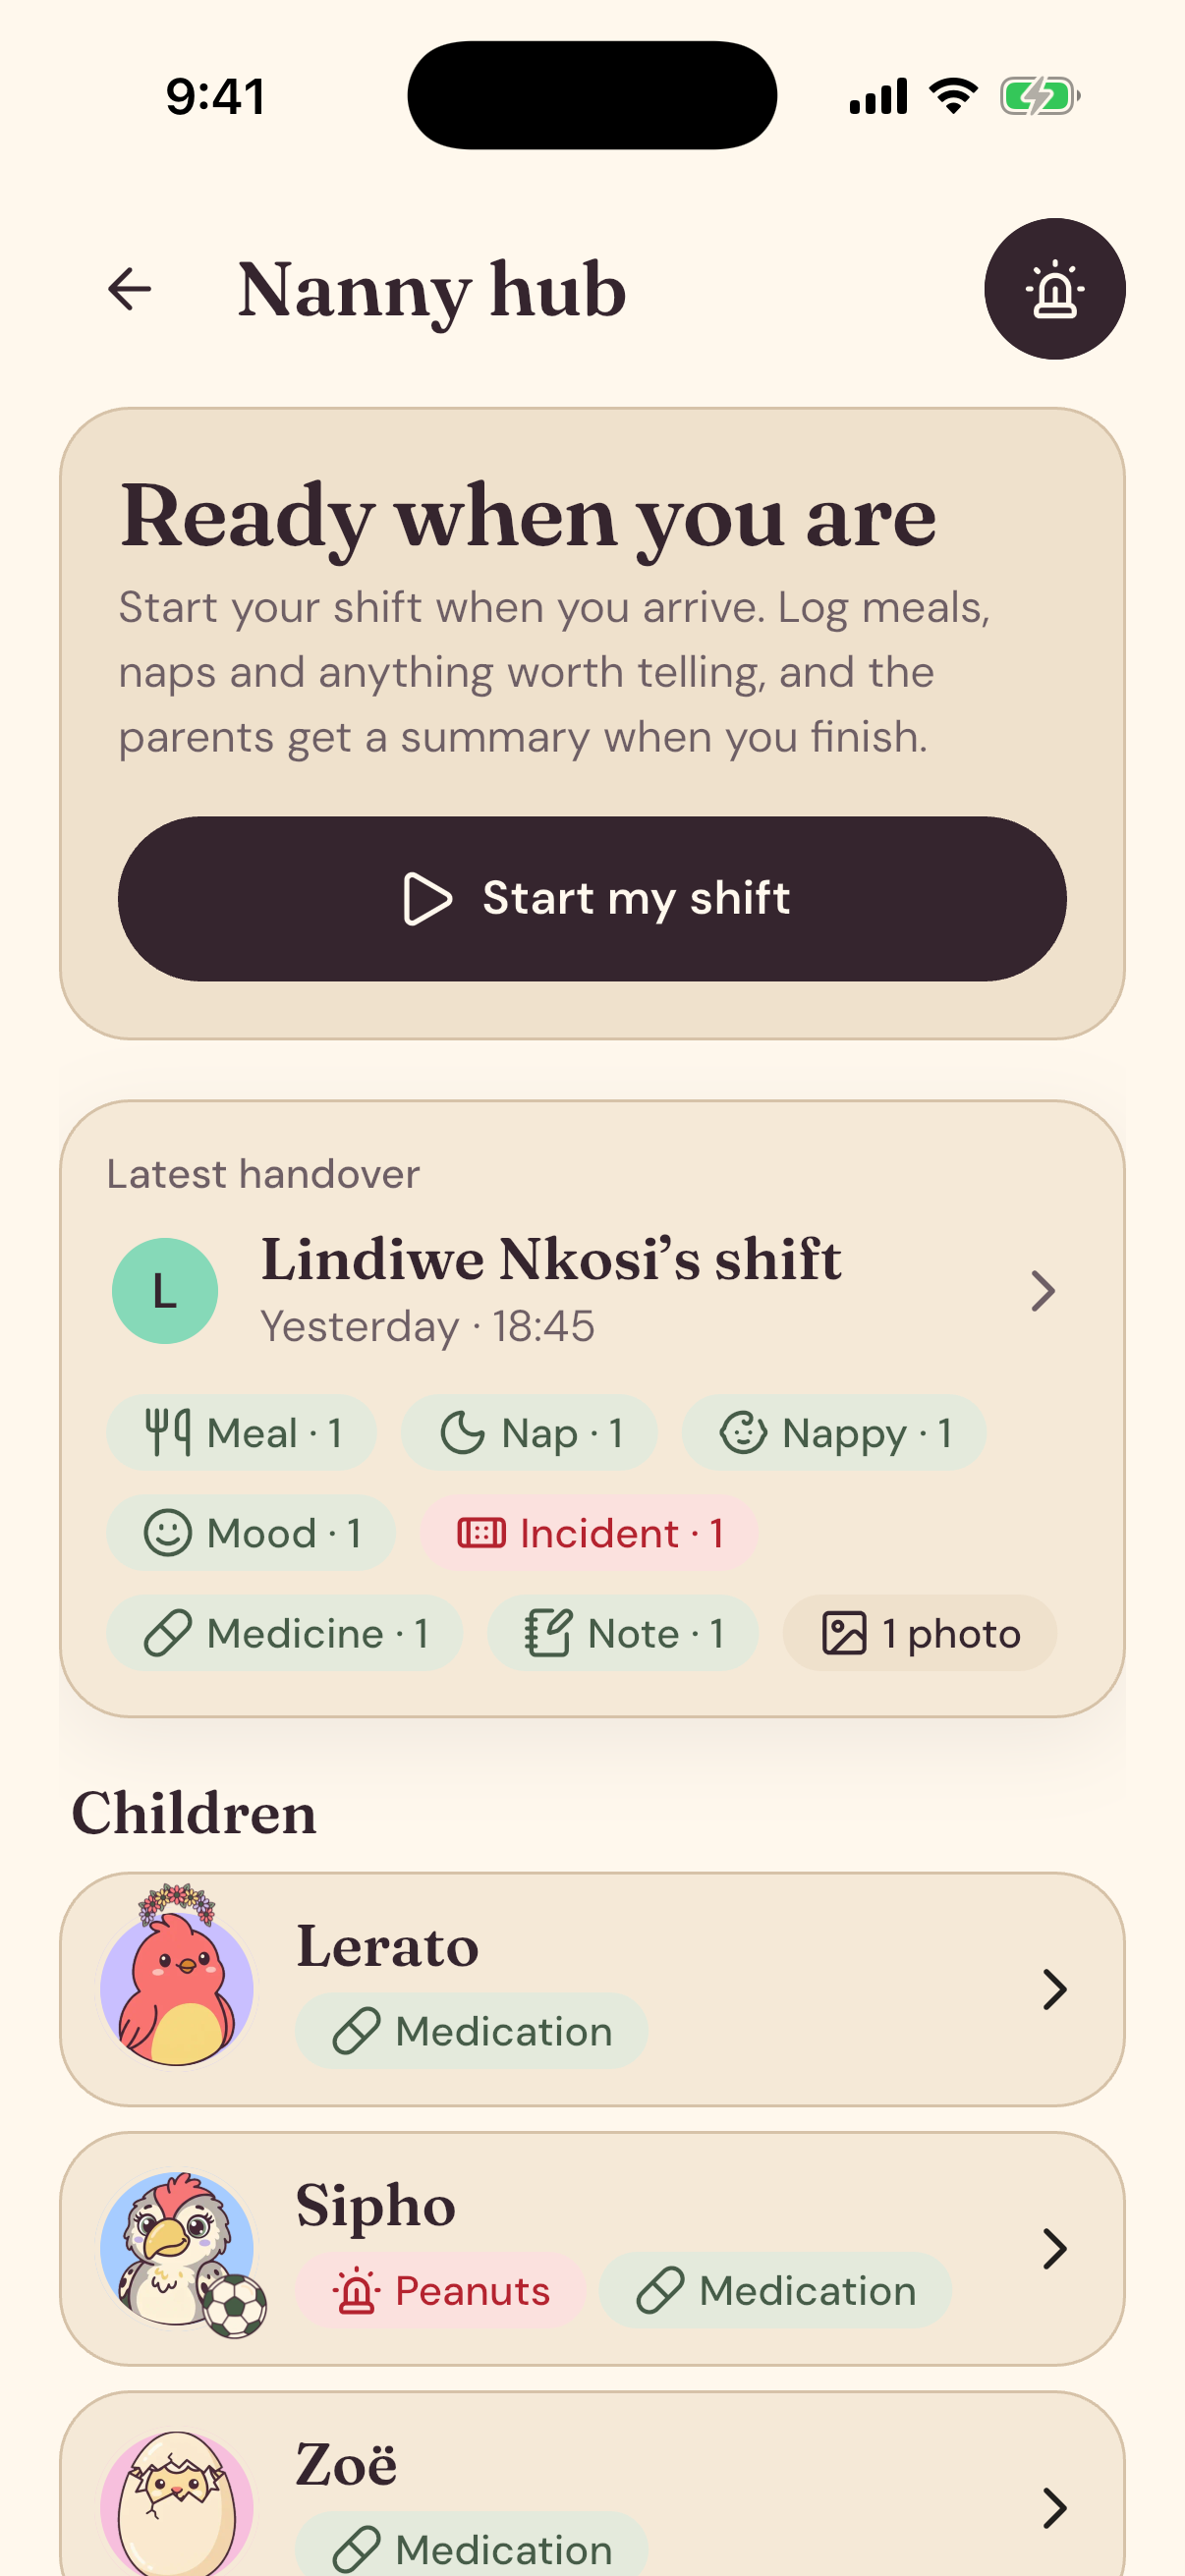 9:41
Nanny hub
Ready when you are
Start your shift when you arrive. Log meals,
naps and anything worth telling, and the
parents get a summary when you finish.
Start my shift
Latest handover
L
Lindiwe Nkosi’s shift
Yesterday · 18:45
Meal · 1 Nap · 1 Nappy · 1
Mood · 1 Incident · 1
Medicine · 1 Note · 1 1 photo
Children
Lerato
Medication
Sipho
Peanuts Medication
Zoë
Medication